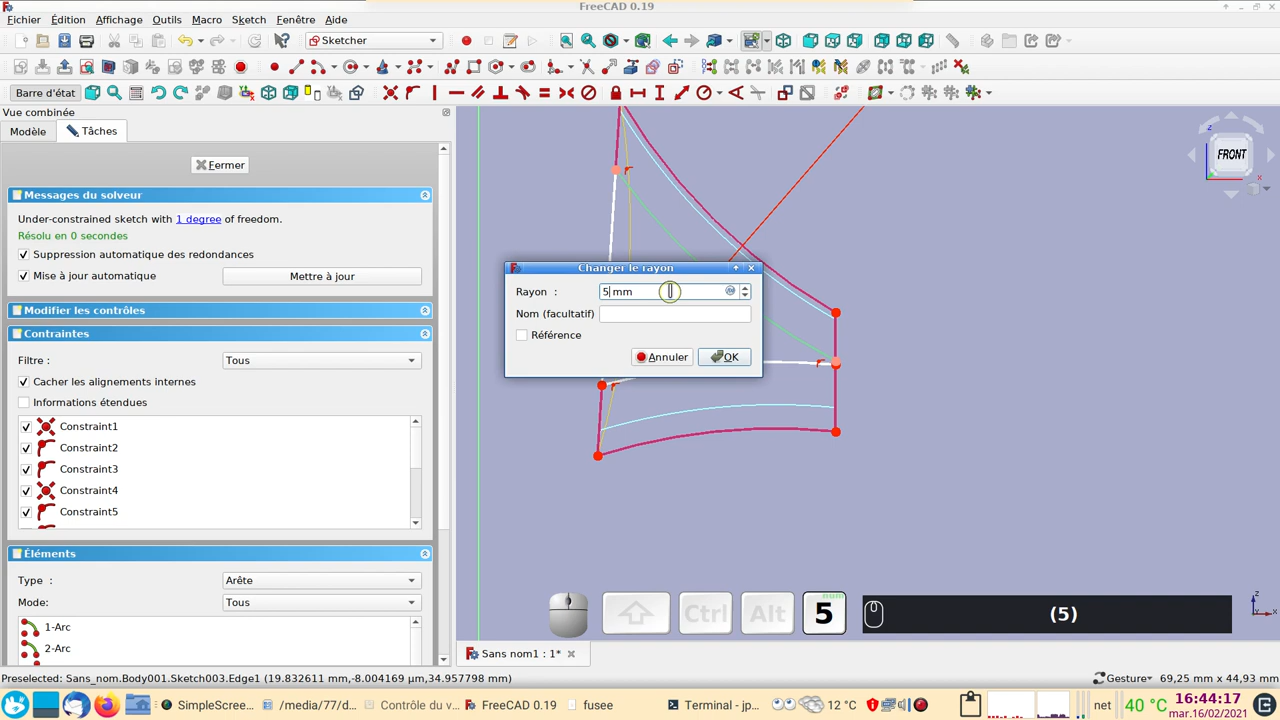 FreeCAD 0.19
Fichier Édition Affichage Outils Macro Sketch Fenêtre Aide
Sketcher
Barre d'état
Vue combinée
Modèle Tâches
Fermer
Messages du solveur
Under-constrained sketch with 1 degree of freedom.
Résolu en 0 secondes
Suppression automatique des redondances
Mise à jour automatique Mettre à jour
Modifier les contrôles
Contraintes
Filtre : Tous
Cacher les alignements internes
Informations étendues
Constraint1
Constraint2
Constraint3
Constraint4
Constraint5
Éléments
Type : Arête
Mode: Tous
1-Arc
2-Arc
FRONT
z
x
Changer le rayon
Rayon : 5 mm
Nom (facultatif)
Référence
Annuler OK
Ctrl Alt num 5 (5)
z
y x
Sans nom1 : 1*
Preselected: Sans_nom.Body001.Sketch003.Edge1 (19.832611 mm,-8.004169 µm,34.957798 mm) Gesture 69,25 mm x 44,93 mm
SimpleScree... /media/77/d... Contrôle du v... FreeCAD 0.19 fusee Terminal - jp... 12 °C net 40 °C 16:44:17
mar.16/02/2021